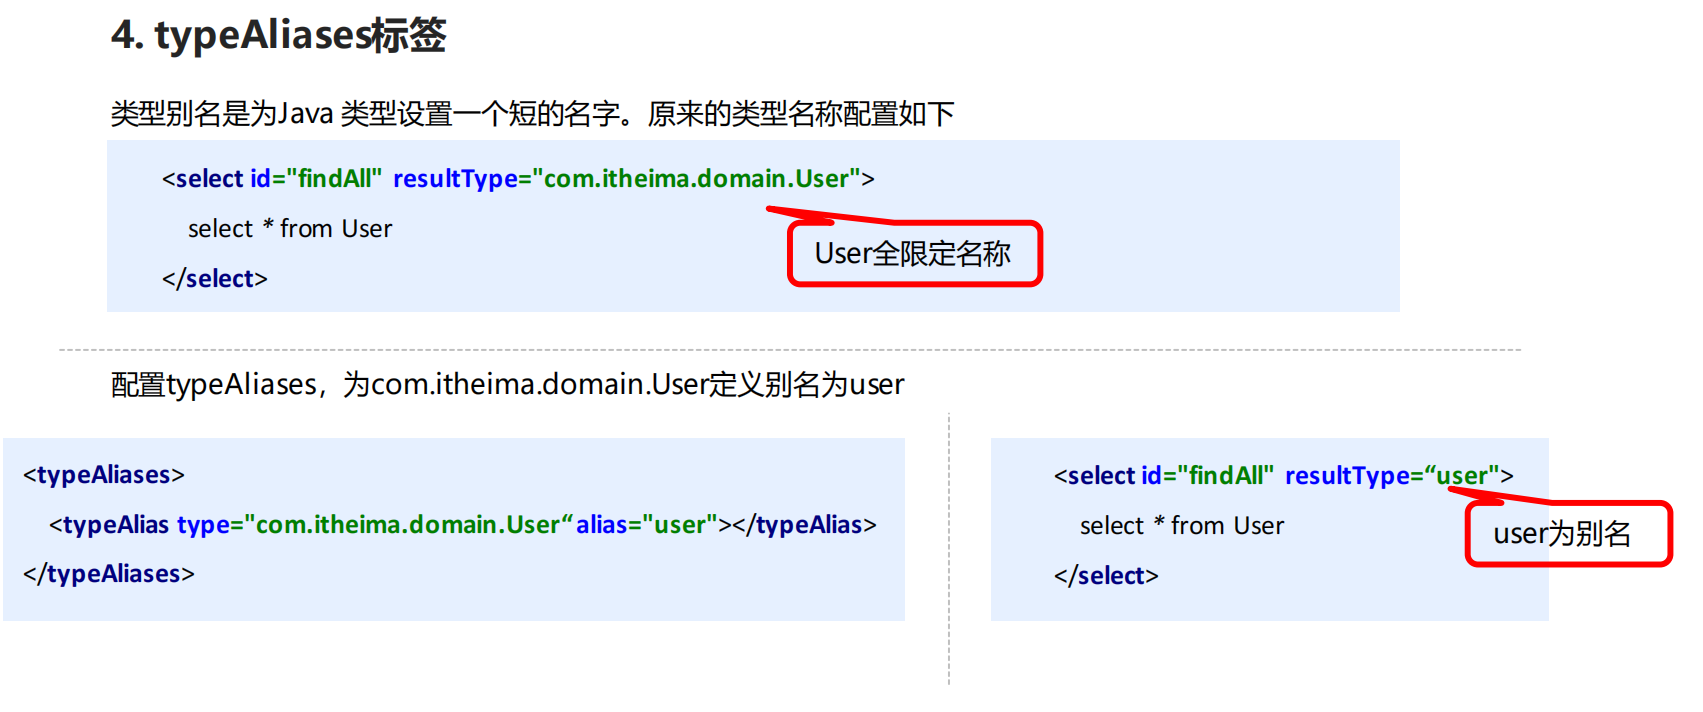 4. typeAliases标签
类型别名是为Java 类型设置一个短的名字。原来的类型名称配置如下
<select id="findAll" resultType="com.itheima.domain.User">
select * from User
</select>
User全限定名称
配置typeAliases，为com.itheima.domain.User定义别名为user
<typeAliases>
<typeAlias type="com.itheima.domain.User“ alias="user"></typeAlias>
</typeAliases>
<select id="findAll" resultType=“user">
select * from User
</select>
user为别名